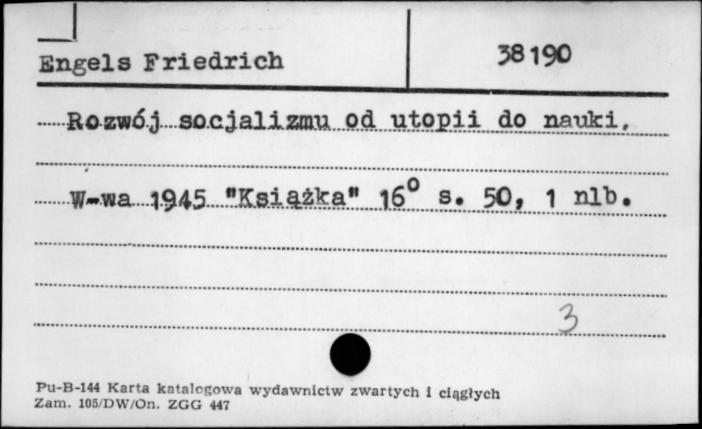 Engels Friedrich 38190
Rozwój socjalizmu od utopii do nauki,
W-wa 1945 "Książka" 16° s. 50, 1 nlb.
3
Pu-B-144 Karta katalogowa wydawnictw zwartych i ciągłych
Zam. 105/DW/On. ZGG 447